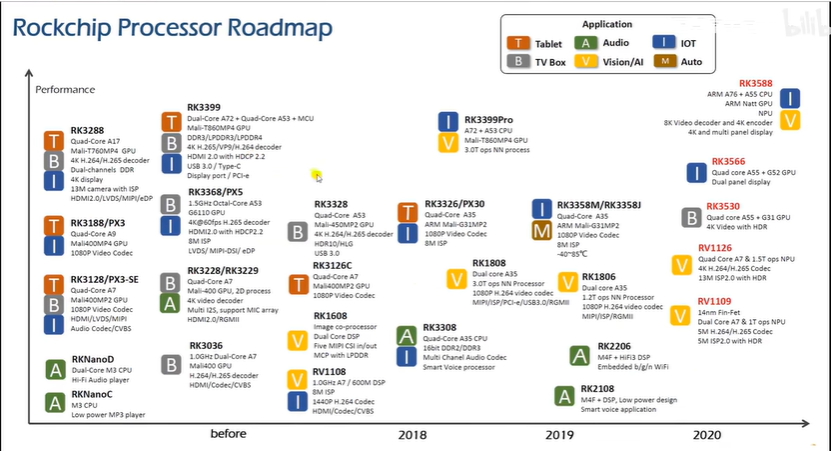 Rockchip Processor Roadmap
Application
T Tablet
A Audio
I IOT
B TV Box
V Vision/AI
M Auto
Performance
T B I
RK3288
Quad-Core A17
Mali-T760MP4 GPU
4K H.264/H.265 decoder
Dual-channels DDR
4K display
13M camera with ISP
HDMI2.0/LVDS/MIPI/eDP
T I
RK3188/PX3
Quad-Core A9
Mali400MP4 GPU
1080P Video Codec
T B I
RK3128/PX3-SE
Quad-Core A7
Mali400MP2 GPU
1080P Video Codec
HDMI/LVDS/MIPI
Audio Codec/CVBS
A
RKNanoD
Dual-Core M3 CPU
Hi-Fi Audio player
A
RKNanoC
M3 CPU
Low power MP3 player
T B I
RK3399
Dual-Core A72 + Quad-Core A53 + MCU
Mali-T860MP4 GPU
DDR3/LPDDR3/LPDDR4
4K H.265/VP9/H.264 decoder
HDMI 2.0 with HDCP 2.2
USB 3.0 / Type-C
Display port / PCI-e
B I
RK3368/PX5
1.5GHz Octal-Core A53
G6110 GPU
4K@60fps H.265 decoder
HDMI2.0 with HDCP2.2
8M ISP
LVDS/ MIPI-DSI/ eDP
B A
RK3228/RK3229
Quad-Core A7
Mali-400 GPU, 2D process
4K video decoder
Multi I2S, support MIC array
HDMI2.0/RGMII
B
RK3036
1.0GHz Dual-Core A7
Mali400 GPU
H.264/H.265 decoder
HDMI/Codec/CVBS
B
RK3328
Quad-Core A53
Mali-450MP2 GPU
4K H.264/H.265 decoder
HDR10/HLG
USB 3.0
T
RK3126C
Quad-Core A7
Mali400MP2 GPU
1080P Video Codec
V
RK1608
Image co-processor
Dual Core DSP
Five MIPI CSI in/out
MCP with LPDDR
V I
RV1108
1.0GHz A7 / 600M DSP
8M ISP
1440P H.264 Codec
HDMI/Codec/CVBS
I V
RK3399Pro
A72 + A53 CPU
Mali-T860MP4 GPU
3.0T ops NN process
T I
RK3326/PX30
Quad-Core A35
ARM Mali-G31MP2
1080P Video Codec
8M ISP
V
RK1808
Dual core A35
3.0T ops NN Processor
1080P H.264 video codec
MIPI/ISP/PCI-e/USB3.0/RGMII
A I
RK3308
Quad-Core A35 CPU
16bit DDR2/DDR3
Multi Chanel Audio Codec
Smart Voice processor
I M
RK3358M/RK3358J
Quad-Core A35
ARM Mali-G31MP2
1080P Video Codec
8M ISP
-40~85℃
V
RK1806
Dual core A35
1.2T ops NN Processor
1080P H.264 video codec
MIPI/ISP/RGMII
A
RK2206
M4F + HiFi3 DSP
Embedded b/g/n WiFi
A
RK2108
M4F + DSP, Low power design
Smart voice application
RK3588
ARM A76 + A55 CPU
ARM Natt GPU
NPU
8K Video decoder and 4K encoder
4K and multi panel display
I V
I
RK3566
Quad core A55 + G52 GPU
Dual panel display
B
RK3530
Quad core A55 + G31 GPU
4K Video with HDR
V
RV1126
Quad Core A7 & 1.5T ops NPU
4K H.264/H.265 Codec
13M ISP2.0 with HDR
V
RV1109
14nm Fin-Fet
Dual Core A7 & 1T ops NPU
5M H.264/H.265 Codec
5M ISP2.0 with HDR
before
2018
2019
2020